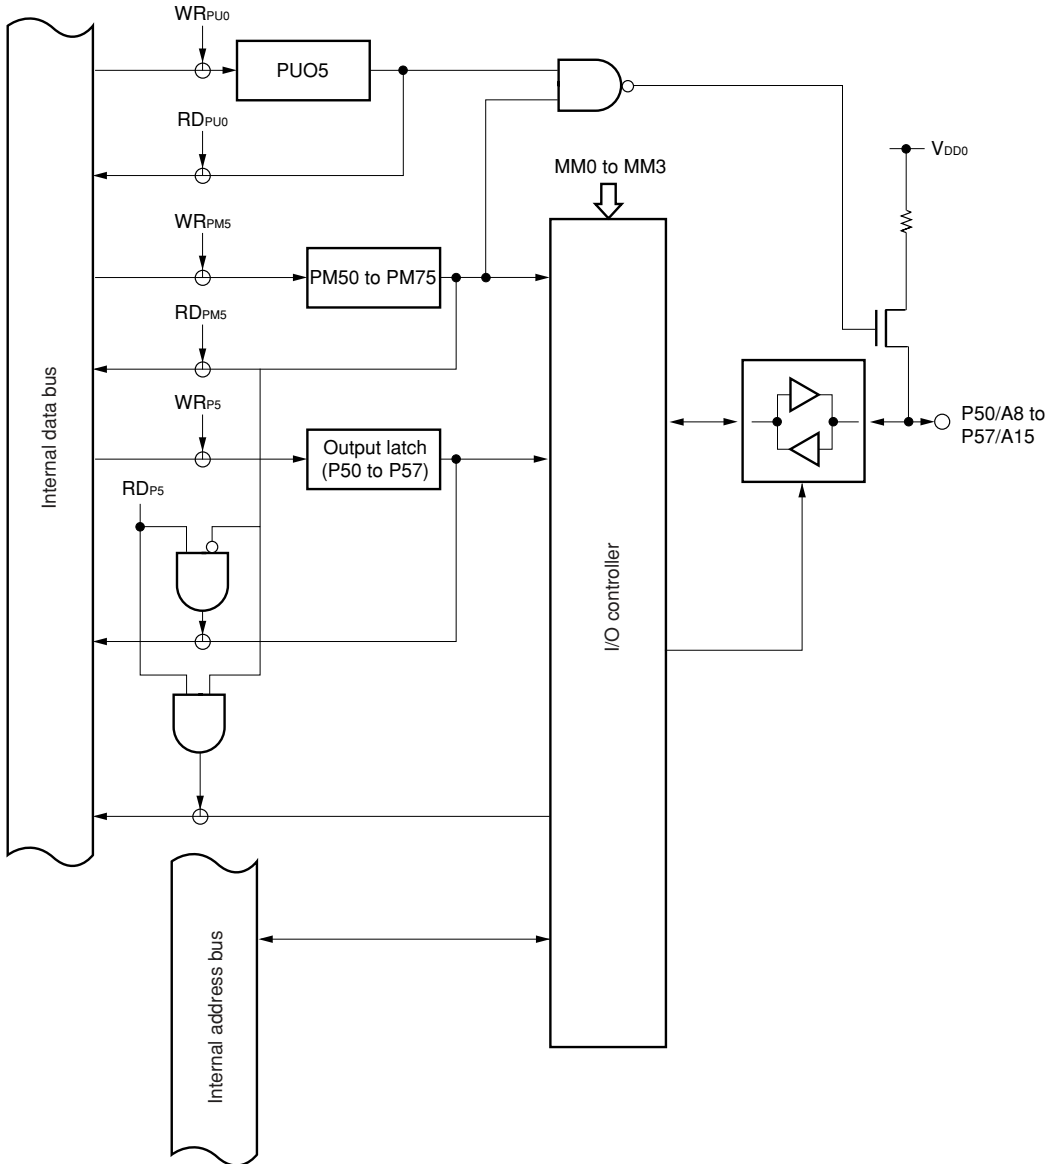 WRPU0
PUO5
RDPU0
VDD0
MM0 to MM3
WRPM5
PM50 to PM75
RDPM5
Internal data bus
WRP5
P50/A8 to
P57/A15
Output latch
(P50 to P57)
RDP5
I/O controller
Internal address bus